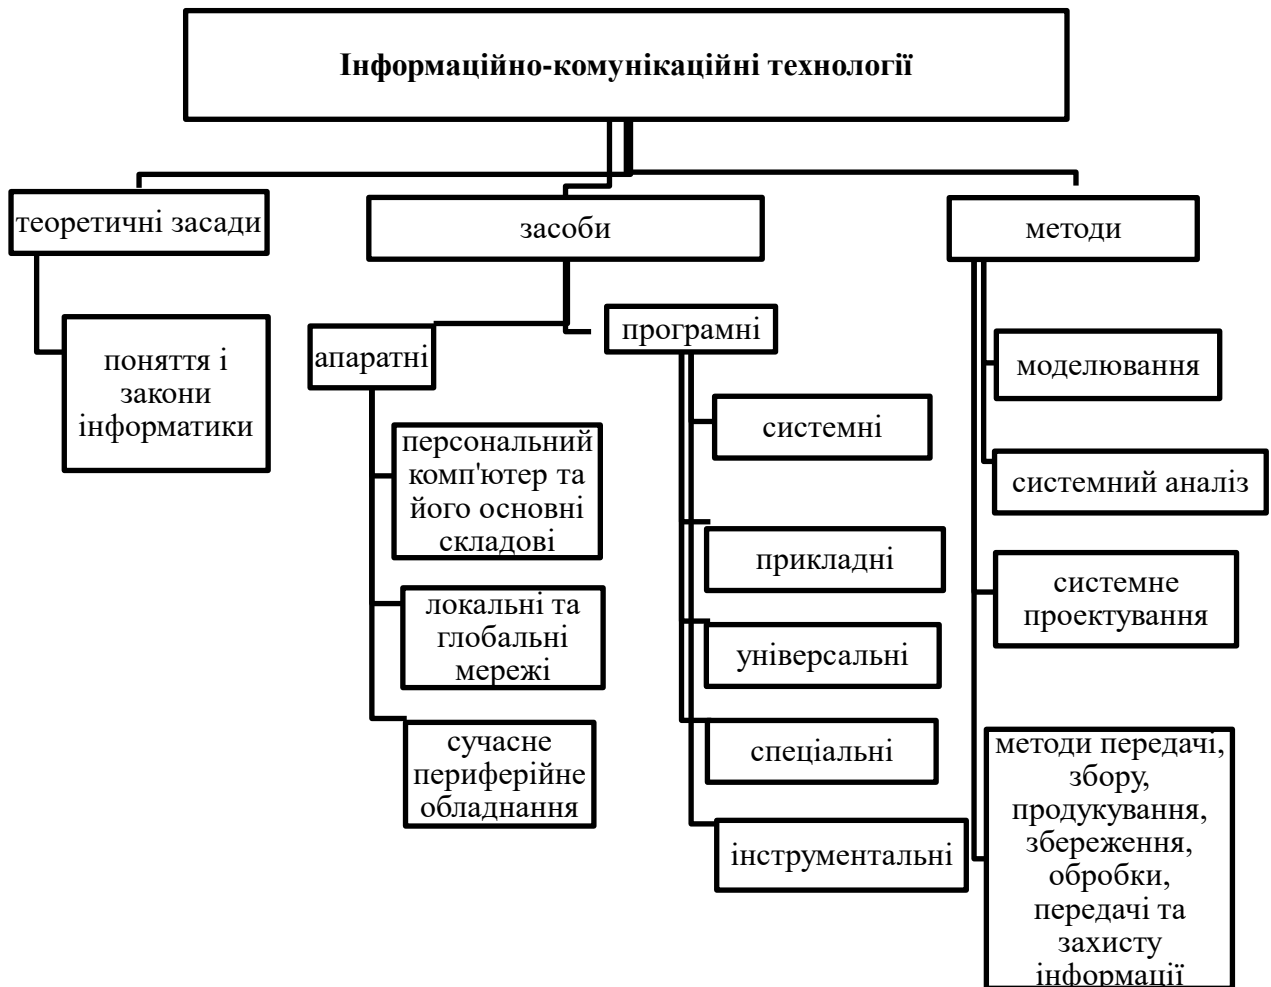 Інформаційно-комунікаційні технології
теоретичні засади
засоби
методи
поняття і
закони
інформатики
апаратні
персональний
комп'ютер та
його основні
складові
локальні та
глобальні
мережі
сучасне
периферійне
обладнання
програмні
системні
прикладні
універсальні
спеціальні
інструментальні
моделювання
системний аналіз
системне
проектування
методи передачі,
збору,
продукування,
збереження,
обробки,
передачі та
захисту
інформації